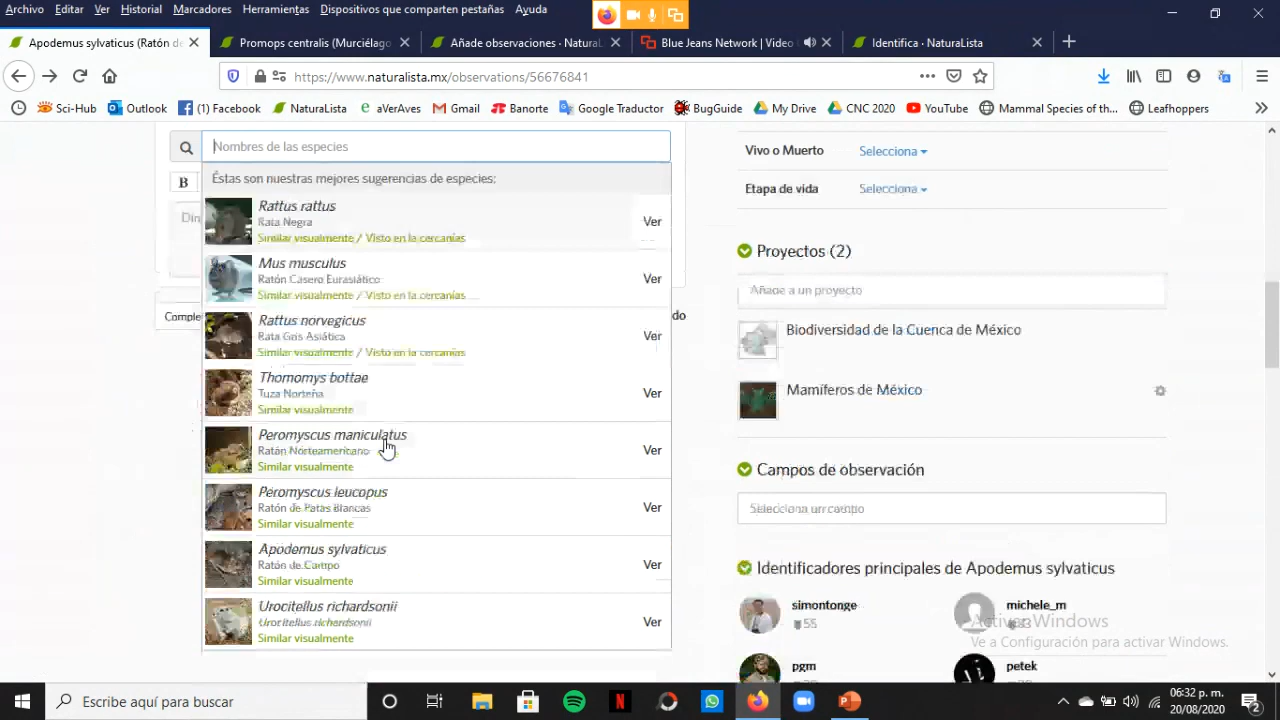 Archivo Editar Ver Historial Marcadores Herramientas Dispositivos que comparten pestañas Ayuda
Apodemus sylvaticus (Ratón de Promops centralis (Murciélago Añade observaciones · Natural Blue Jeans Network | Video Identifica · NaturaLista
https://www.naturalista.mx/observations/56676841
Sci-Hub Outlook (1) Facebook NaturaLista aVerAves Gmail Banorte Google Traductor BugGuide My Drive CNC 2020 YouTube Mammal Species of th... Leafhoppers
Nombres de las especies
Éstas son nuestras mejores sugerencias de especies:
B
Rattus rattus
Rata Negra
Similar visualmente / Visto en la cercanías
Ver
Mus musculus
Ratón Casero Eurasiático
Similar visualmente / Visto en la cercanías
Ver
Comple
Rattus norvegicus
Rata Gris Asiática
Similar visualmente / Visto en la cercanías
Ver
do
Thomomys bottae
Tuza Norteña
Similar visualmente
Ver
Peromyscus maniculatus
Ratón Norteamericano
Similar visualmente
Ver
Peromyscus leucopus
Ratón de Patas Blancas
Similar visualmente
Ver
Apodemus sylvaticus
Ratón de Campo
Similar visualmente
Ver
Urocitellus richardsonii
Urocitellus richardsonii
Similar visualmente
Ver
Vivo o Muerto Selecciona
Etapa de vida Selecciona
Proyectos (2)
Añade a un proyecto
Biodiversidad de la Cuenca de México
Mamíferos de México
Campos de observación
Selecciona un campo
Identificadores principales de Apodemus sylvaticus
simontonge michele_m
55
pgm petek
Activar Windows
Ve a Configuración para activar Windows.
Escribe aquí para buscar
06:32 p. m.
20/08/2020
2